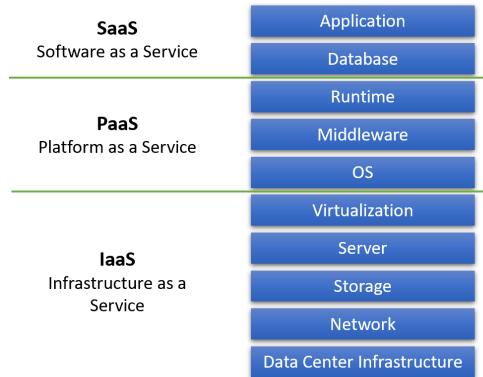 SaaS
Software as a Service
Application
Database
PaaS
Platform as a Service
Runtime
Middleware
OS
IaaS
Infrastructure as a
Service
Virtualization
Server
Storage
Network
Data Center Infrastructure